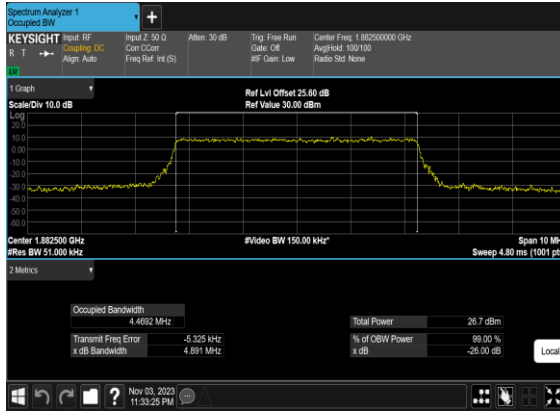 Spectrum Analyzer 1
Occupied BW
KEYSIGHT Input: RF Input Z: 50 Ω Atten: 30 dB Trig: Free Run Center Freq: 1.882500000 GHz
R T Coupling: DC Corr CCorr Gate: Off Avg|Hold: 100/100
Align: Auto Freq Ref: Int (S) #IF Gain: Low Radio Std: None
LXI
1 Graph
Scale/Div 10.0 dB Ref Lvl Offset 25.60 dB
Ref Value 30.00 dBm
Log
20.0
10.0
0.00
-10.0
-20.0
-30.0
-40.0
-50.0
-60.0
Center 1.882500 GHz #Video BW 150.00 kHz* Span 10 MH
#Res BW 51.000 kHz Sweep 4.80 ms (1001 pt
2 Metrics
Occupied Bandwidth
4.4692 MHz Total Power 26.7 dBm
Transmit Freq Error -5.325 kHz % of OBW Power 99.00 %
x dB Bandwidth 4.891 MHz x dB -26.00 dB
Local
? Nov 03, 2023
11:33:25 PM